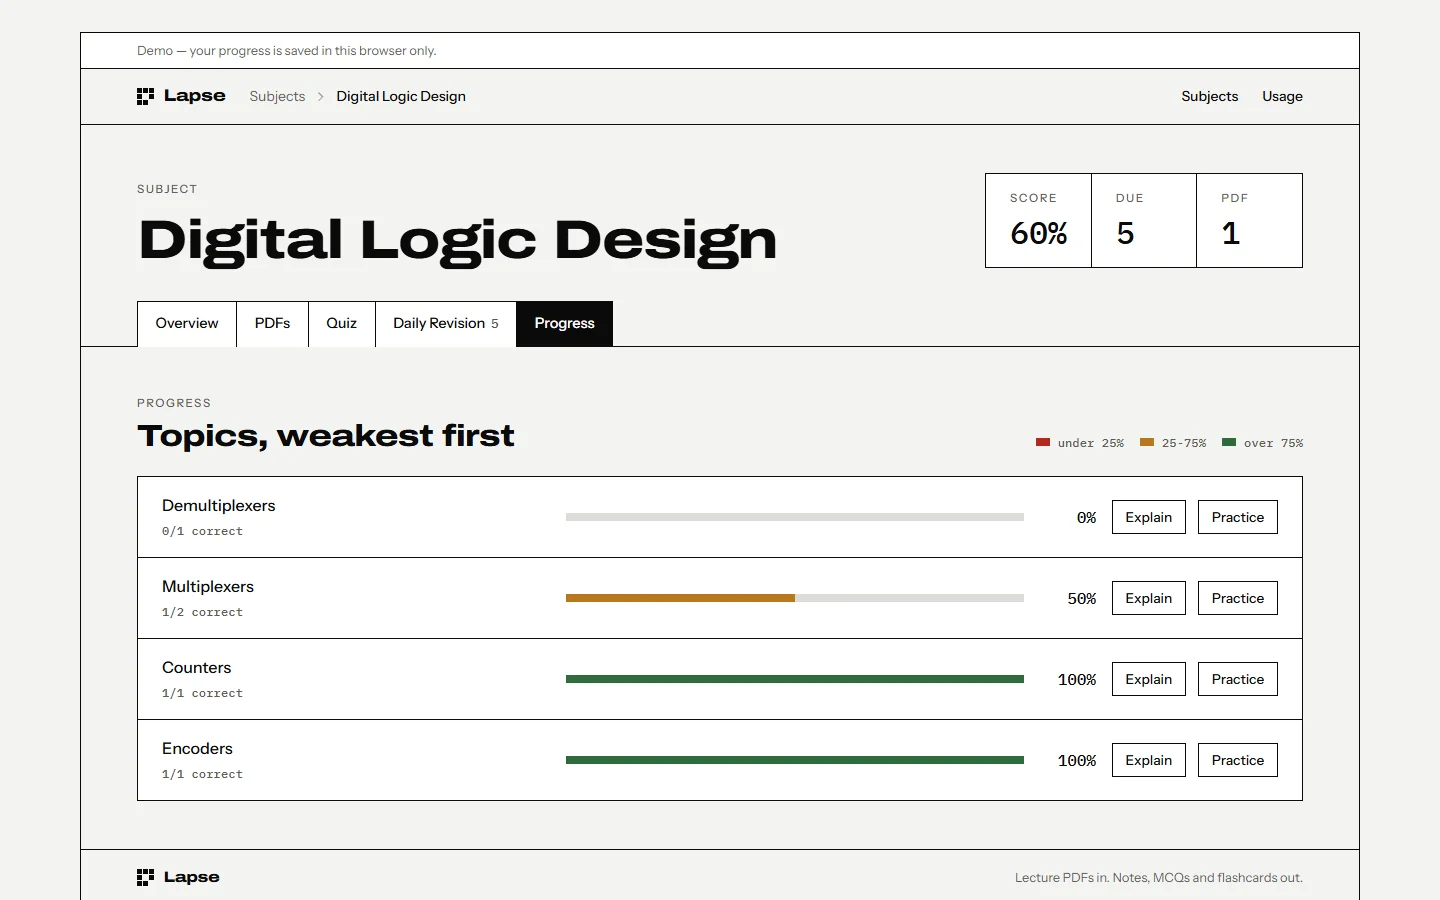 Demo — your progress is saved in this browser only.
Lapse Subjects > Digital Logic Design Subjects Usage
SUBJECT
Digital Logic Design
SCORE DUE PDF
60% 5 1
Overview PDFs Quiz Daily Revision 5 Progress
PROGRESS
Topics, weakest first
under 25% 25-75% over 75%
Demultiplexers
0/1 correct
0% Explain Practice
Multiplexers
1/2 correct
50% Explain Practice
Counters
1/1 correct
100% Explain Practice
Encoders
1/1 correct
100% Explain Practice
Lapse Lecture PDFs in. Notes, MCQs and flashcards out.